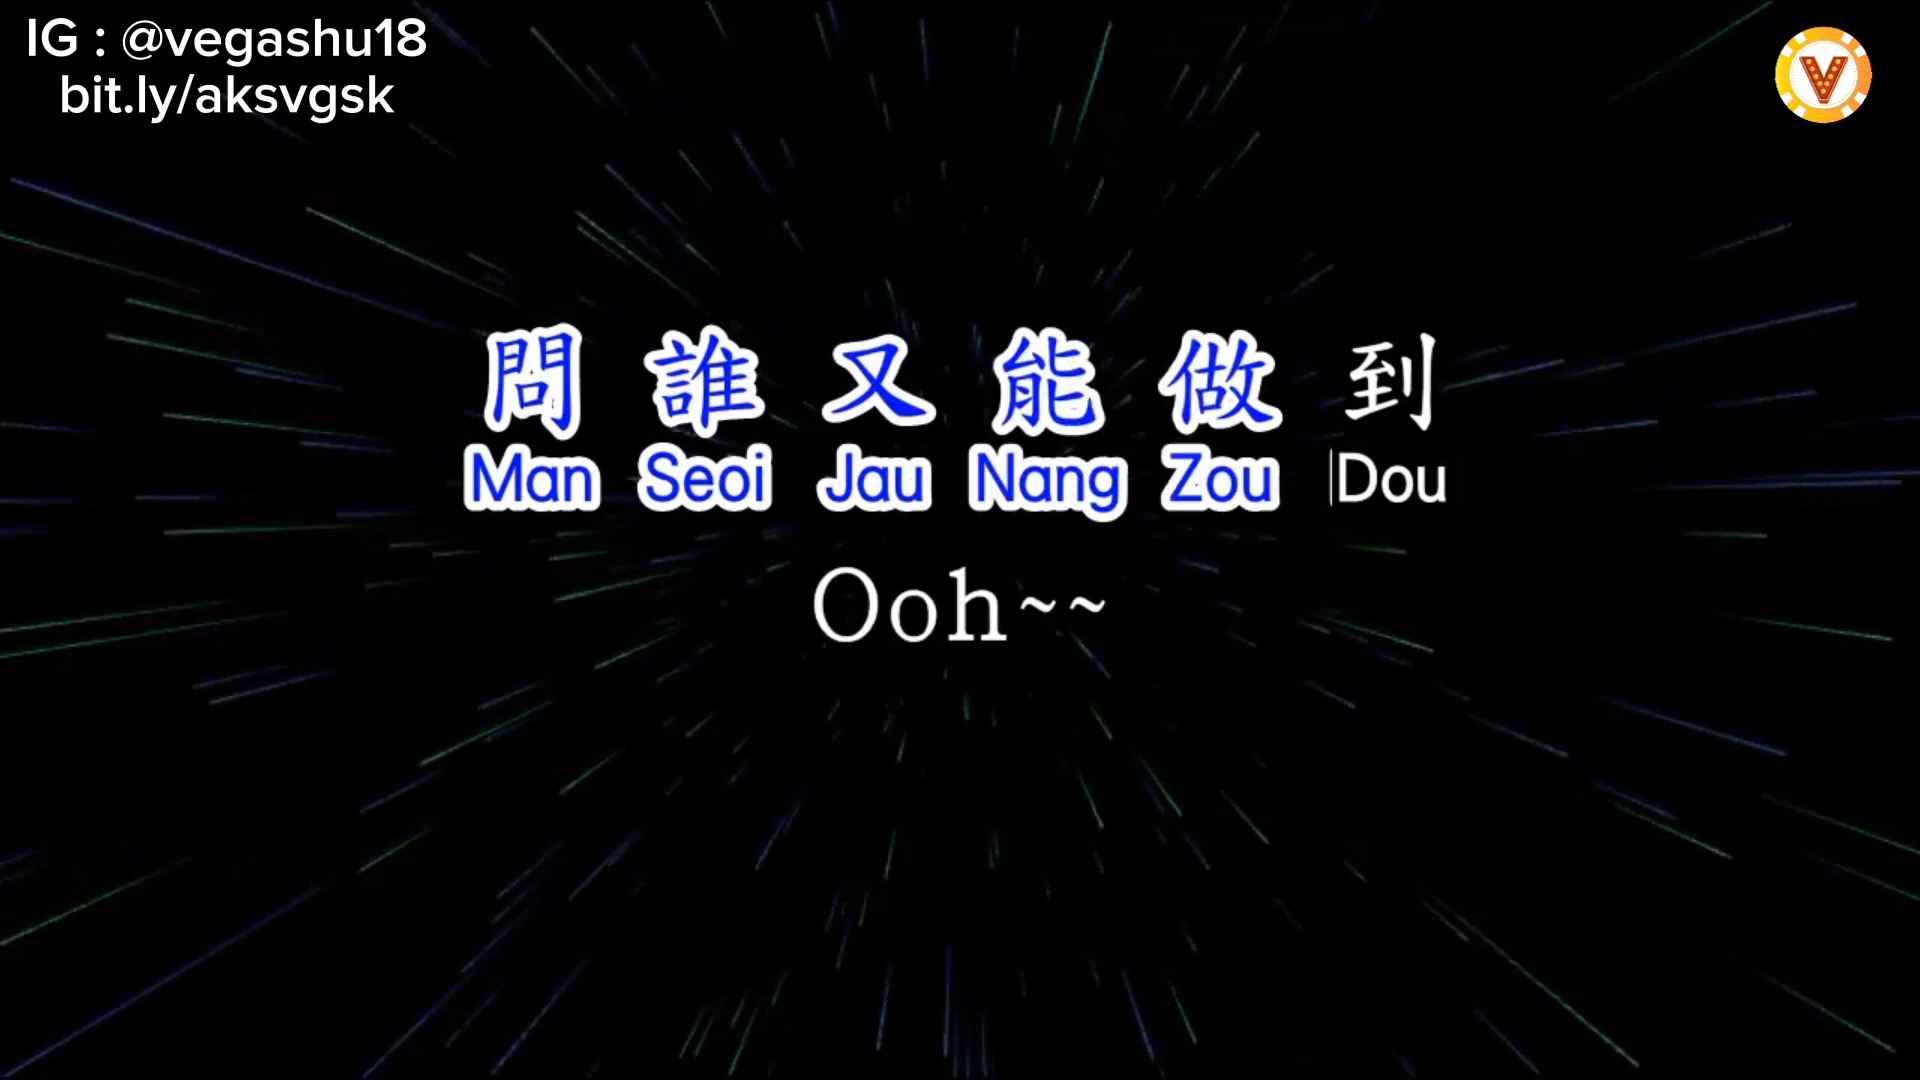 IG : @vegashu18
bit.ly/aksvgsk
V
問 誰 又 能 做 到
Man Seoi Jau Nang Zou Dou
Ooh~~